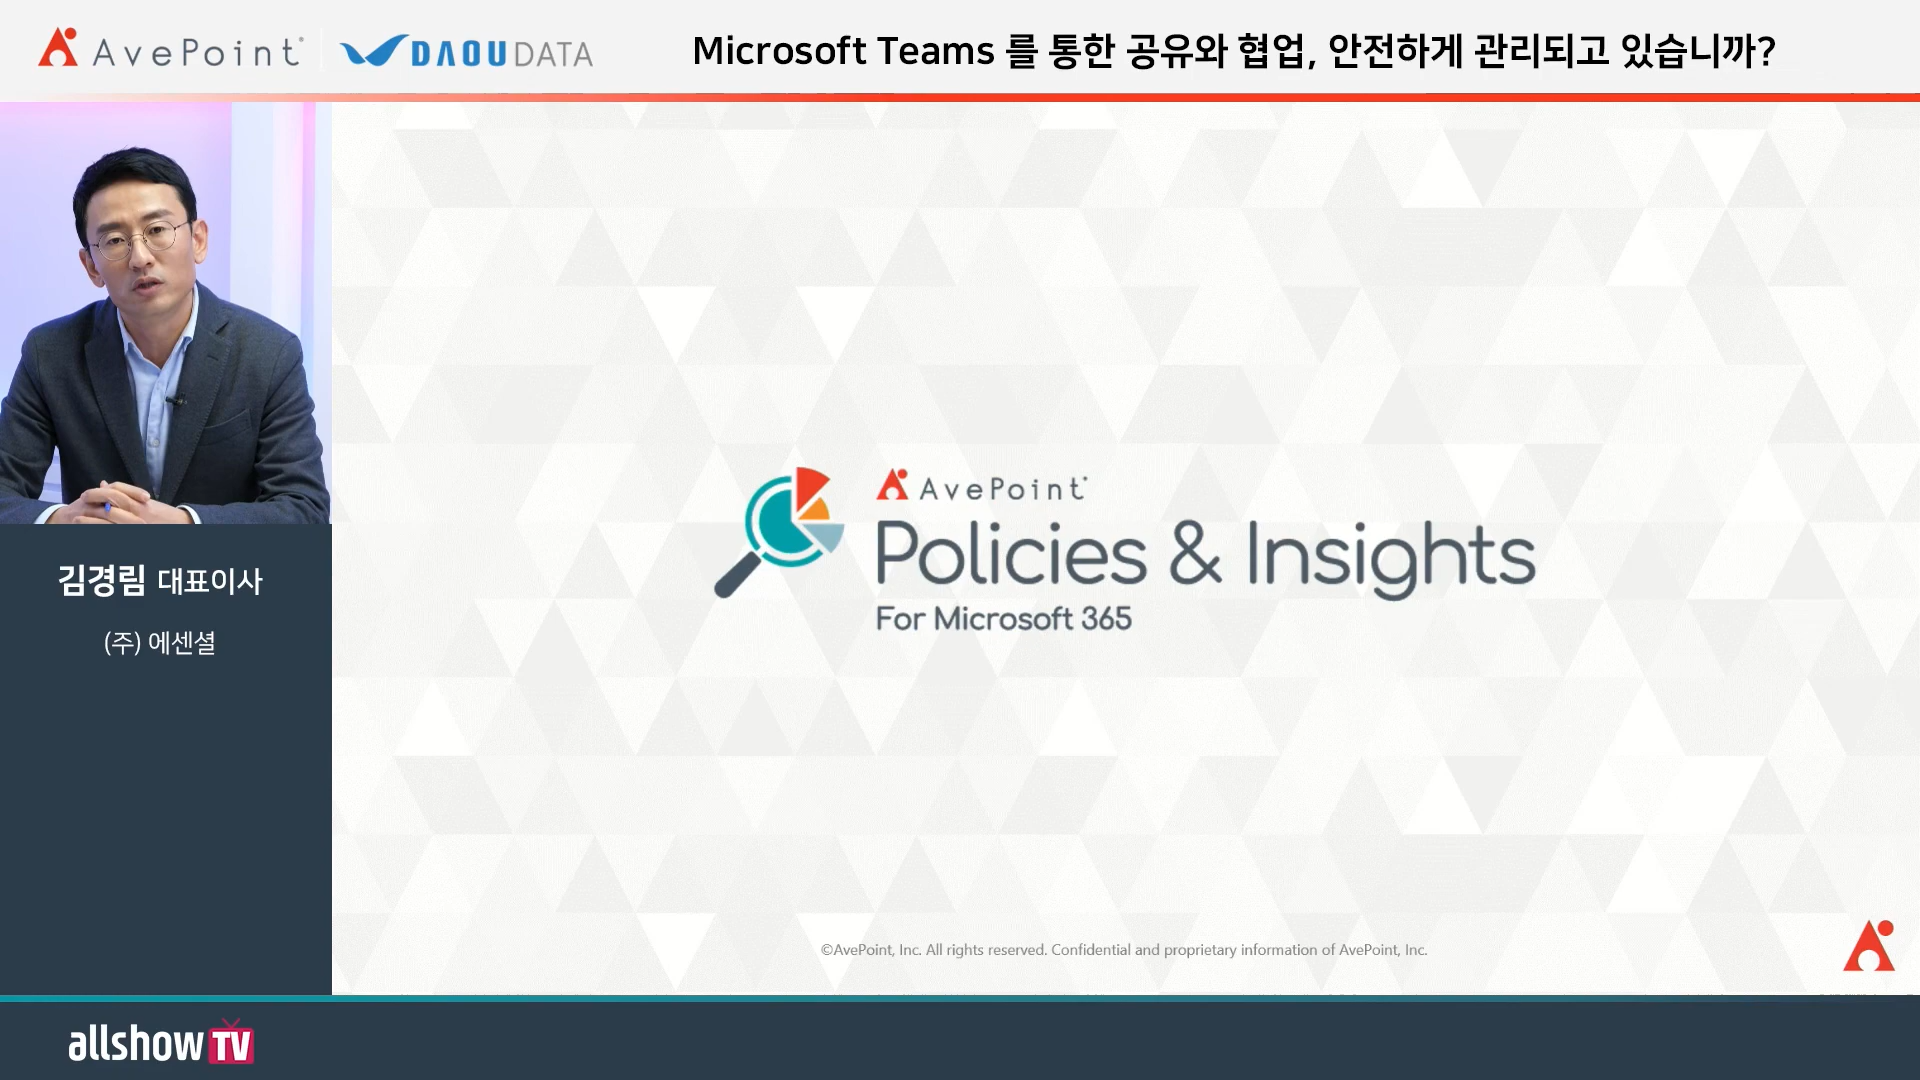 AvePoint
DAOUDATA
Microsoft Teams 를 통한 공유와 협업, 안전하게 관리되고 있습니까?
김경림 대표이사
(주) 에센셜
AvePoint
Policies & Insights
For Microsoft 365
©AvePoint, Inc. All rights reserved. Confidential and proprietary information of AvePoint, Inc.
allshow TV